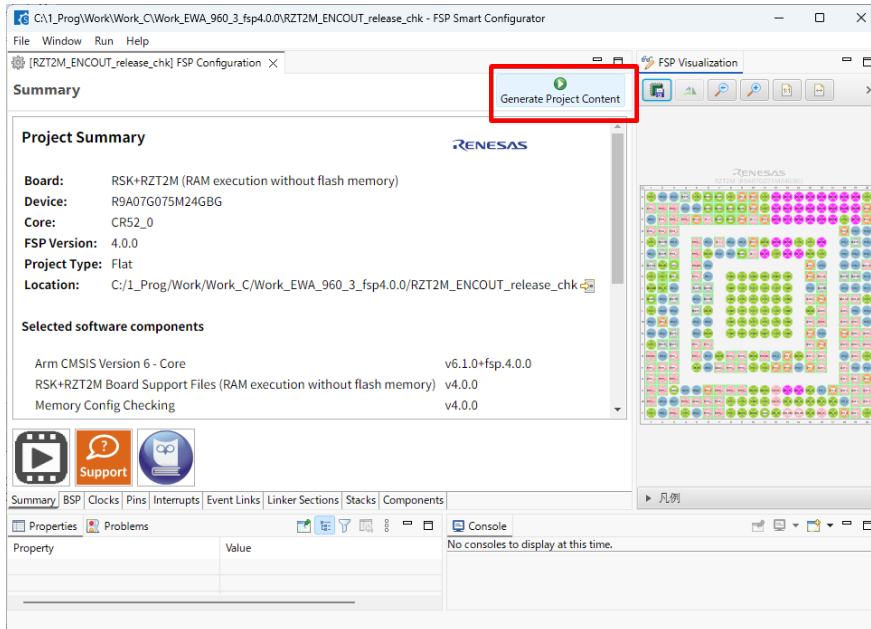 C:\1_Prog\Work\Work_C\Work_EWA_960_3_fsp4.0.0\RZT2M_ENCOUT_release_chk - FSP Smart Configurator
File Window Run Help
[RZT2M_ENCOUT_release_chk] FSP Configuration
FSP Visualization
Summary
Generate Project Content
Project Summary
RENESAS
Board: RSK+RZT2M (RAM execution without flash memory)
Device: R9A07G075M24GBG
Core: CR52_0
FSP Version: 4.0.0
Project Type: Flat
Location: C:/1_Prog/Work/Work_C/Work_EWA_960_3_fsp4.0.0/RZT2M_ENCOUT_release_chk
Selected software components
Arm CMSIS Version 6 - Core v6.1.0+fsp.4.0.0
RSK+RZT2M Board Support Files (RAM execution without flash memory) v4.0.0
Memory Config Checking v4.0.0
RENESAS
Support
Summary BSP Clocks Pins Interrupts Event Links Linker Sections Stacks Components
凡例
Properties Problems
Console
Property Value
No consoles to display at this time.